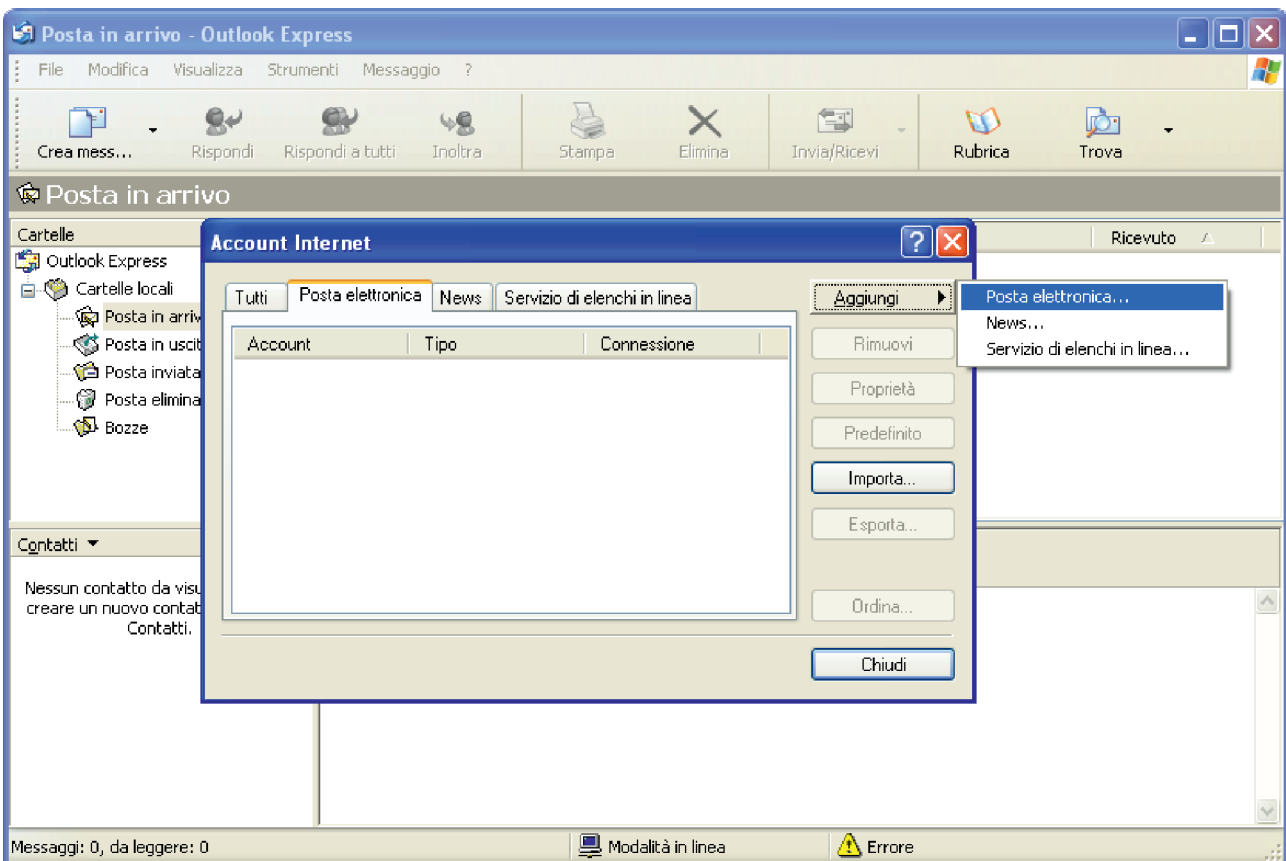 Posta in arrivo - Outlook Express
File Modifica Visualizza Strumenti Messaggio ?
Crea mess... Rispondi Rispondi a tutti Inoltra Stampa Elimina Invia/Ricevi Rubrica Trova
Posta in arrivo
Cartelle
Outlook Express
Cartelle locali
Posta in arriv
Posta in uscit
Posta inviata
Posta elimina
Bozze
Ricevuto
Account Internet
Tutti Posta elettronica News Servizio di elenchi in linea
Account Tipo Connessione
Aggiungi
Rimuovi
Proprietà
Predefinito
Importa...
Esporta...
Ordina...
Chiudi
Posta elettronica...
News...
Servizio di elenchi in linea...
Contatti
Nessun contatto da visu
creare un nuovo contat
Contatti.
Messaggi: 0, da leggere: 0 Modalità in linea Errore